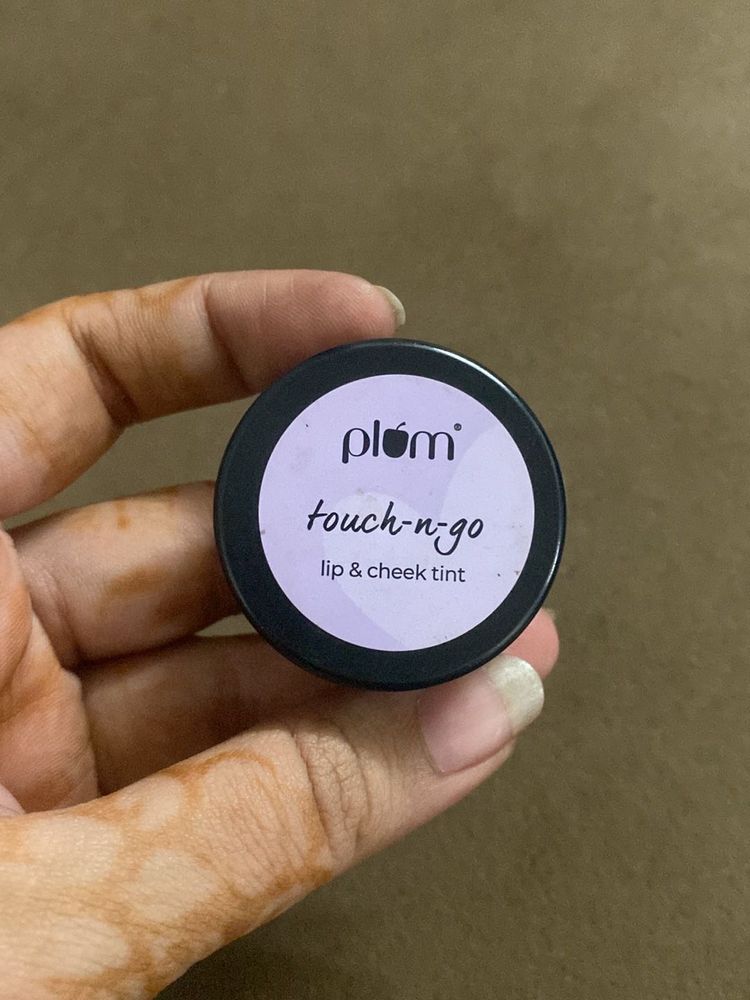 plum®
touch-n-go
lip & cheek tint